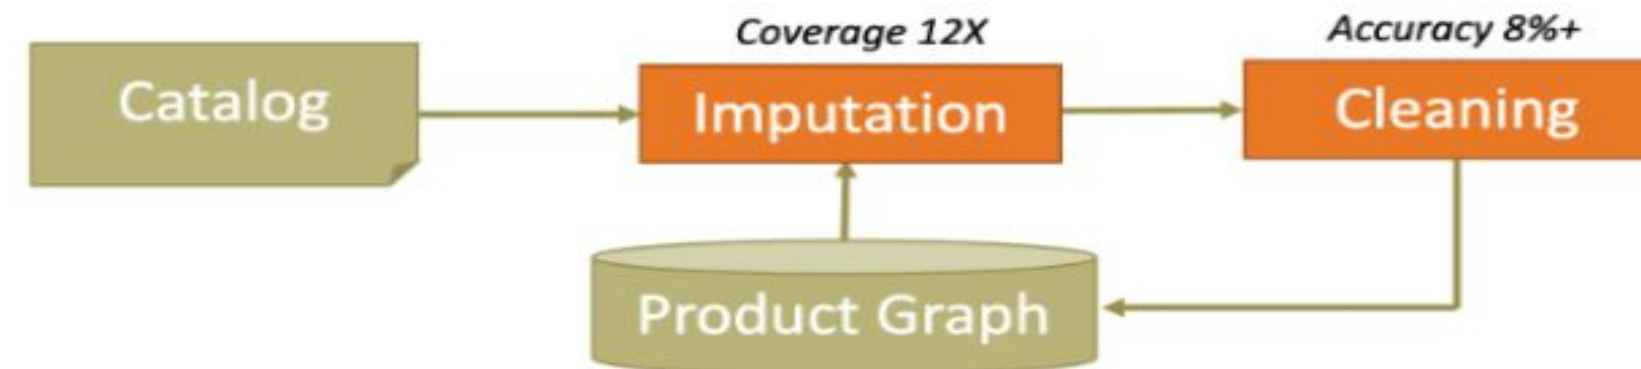 Coverage 12X
Accuracy 8%+
Catalog
Imputation
Cleaning
Product Graph